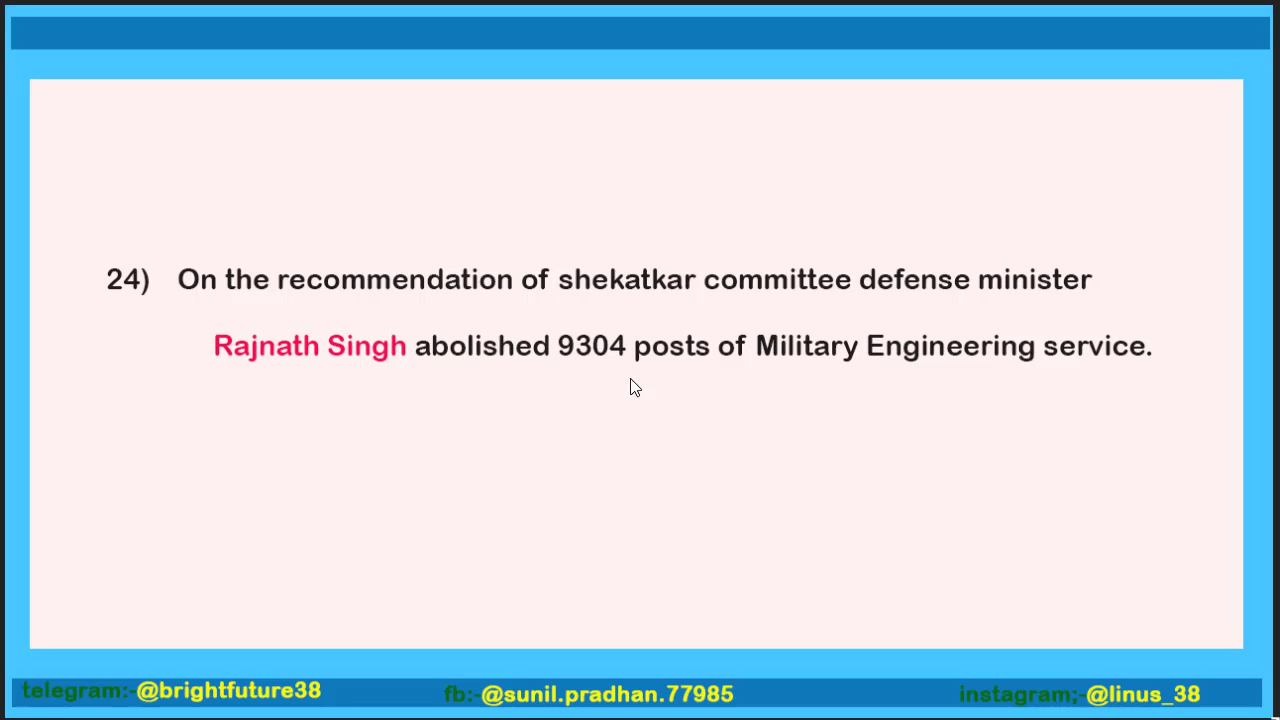 24) On the recommendation of shekatkar committee defense minister
Rajnath Singh abolished 9304 posts of Military Engineering service.
telegram:-@brightfuture38 fb:-@sunil.pradhan.77985 instagram;-@linus_38